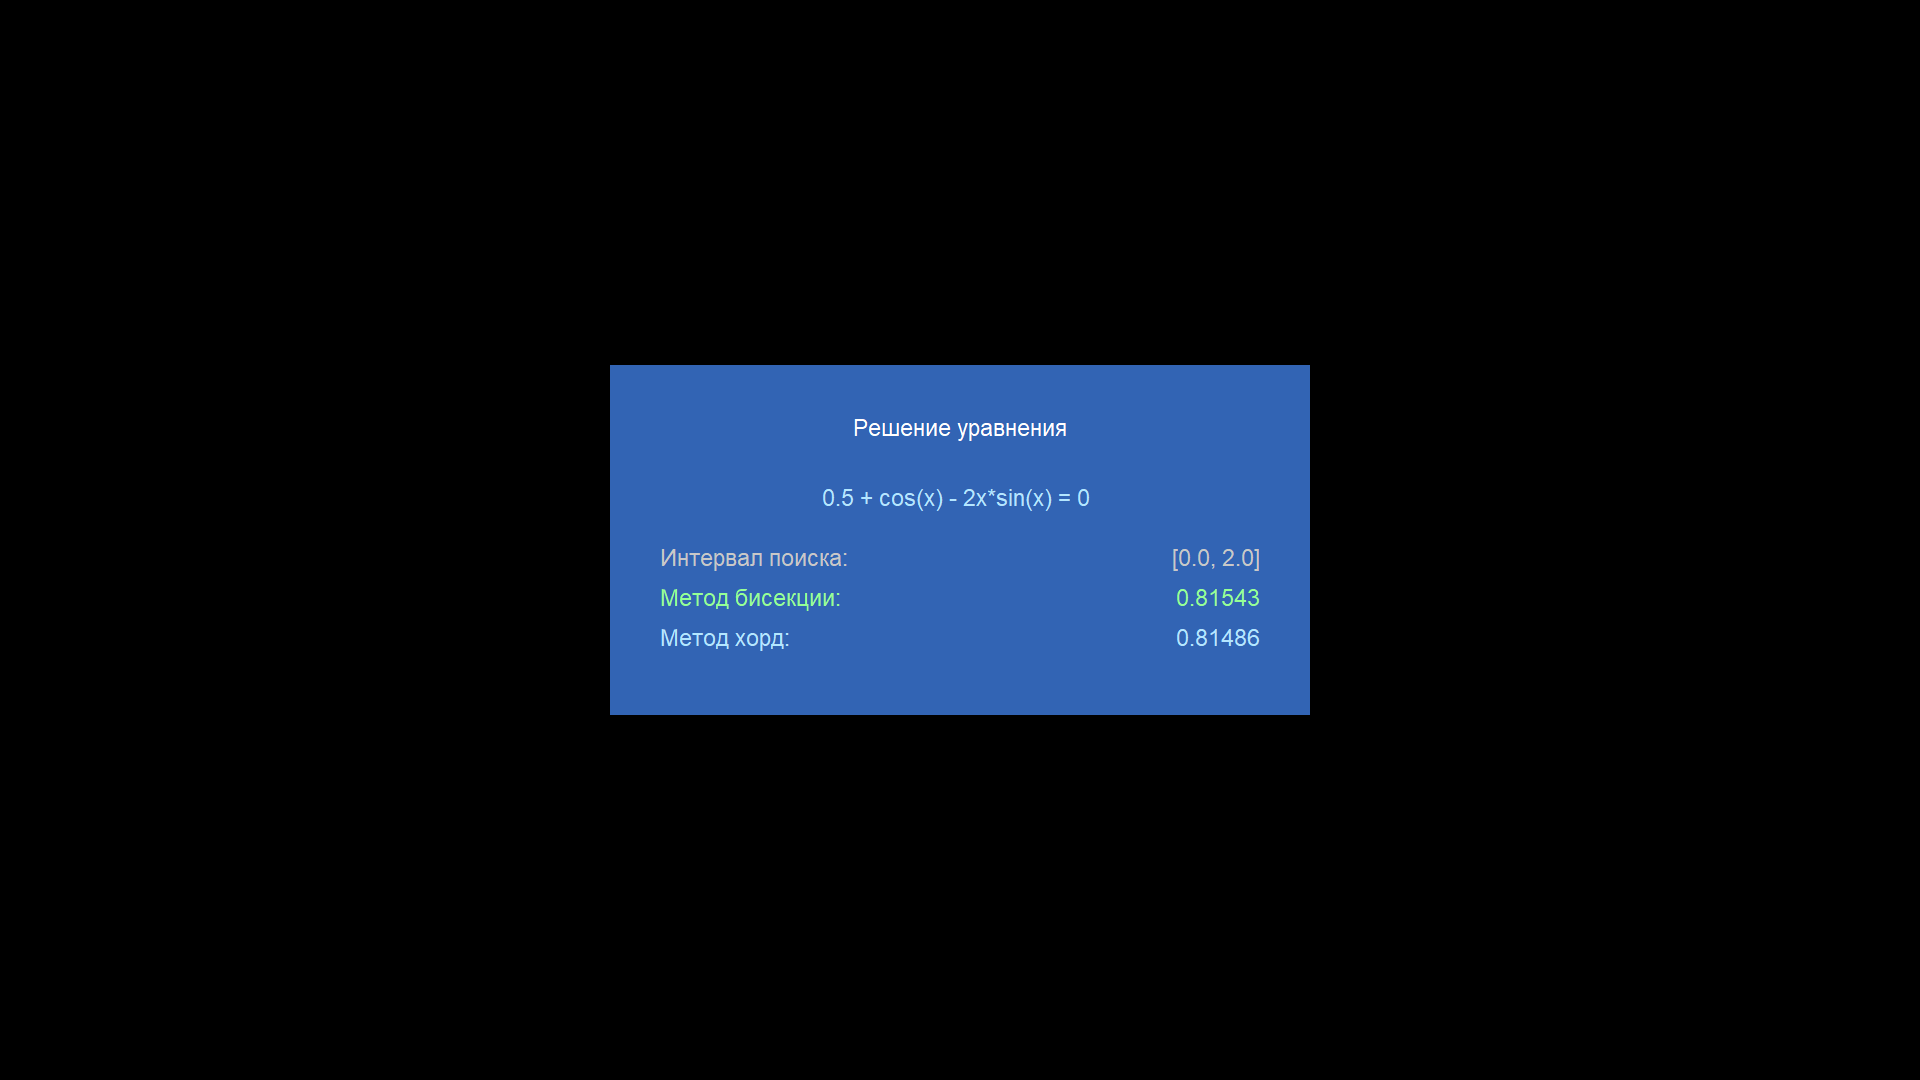 Решение уравнения
0.5 + cos(x) - 2x*sin(x) = 0
Интервал поиска: [0.0, 2.0]
Метод бисекции: 0.81543
Метод хорд: 0.81486